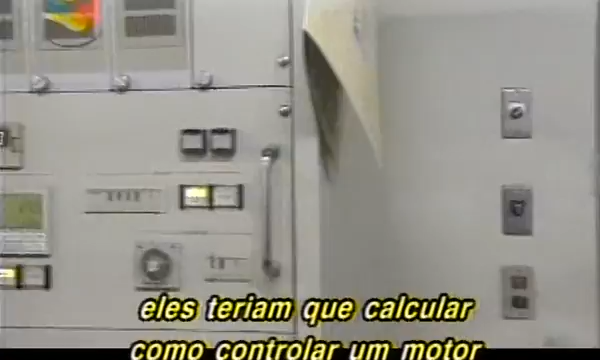 eles teriam que calcular
como controlar um motor